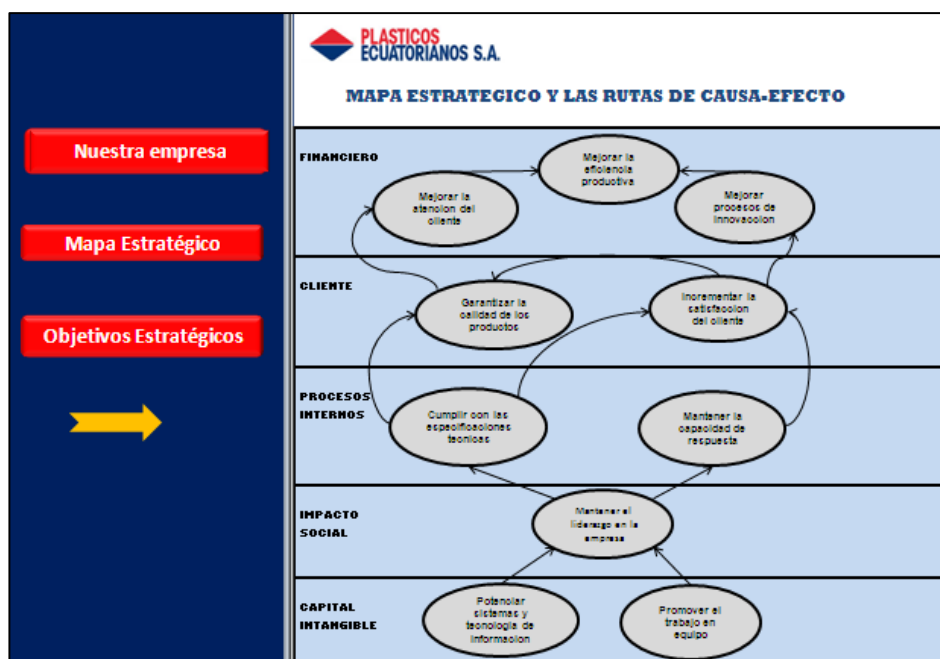 Nuestra empresa
Mapa Estratégico
Objetivos Estratégicos
PLASTICOS
ECUATORIANOS S.A.
MAPA ESTRATEGICO Y LAS RUTAS DE CAUSA-EFECTO
FINANCIERO
Mejorar la
eficiencia
productiva
Mejorar la
atencion del
cliente
Mejorar
procesos de
innovaccion
CLIENTE
Garantizar la
calidad de los
productos
Incrementar la
satisfaccion
del cliente
PROCESOS
INTERNOS
Cumplir con las
especificaciones
tecnicas
Mantener la
capacidad de
respuesta
IMPACTO
SOCIAL
Mantener el
liderazgo en la
empresa
CAPITAL
INTANGIBLE
Potenciar
sistemas y
tecnologia de
informacion
Promover el
trabajo en
equipo